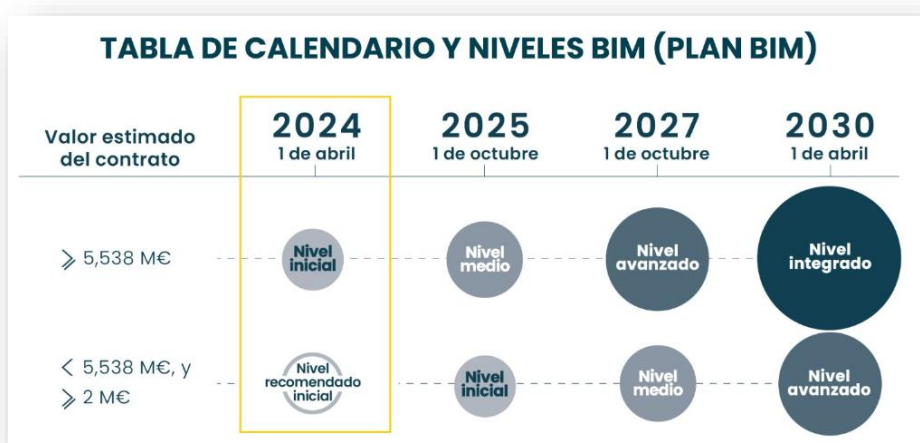 TABLA DE CALENDARIO Y NIVELES BIM (PLAN BIM)
Valor estimado
del contrato
2024
1 de abril
2025
1 de octubre
2027
1 de octubre
2030
1 de abril
⩾ 5,538 M€
Nivel
inicial
Nivel
medio
Nivel
avanzado
Nivel
integrado
< 5,538 M€, y
⩾ 2 M€
Nivel
recomendado
inicial
Nivel
inicial
Nivel
medio
Nivel
avanzado